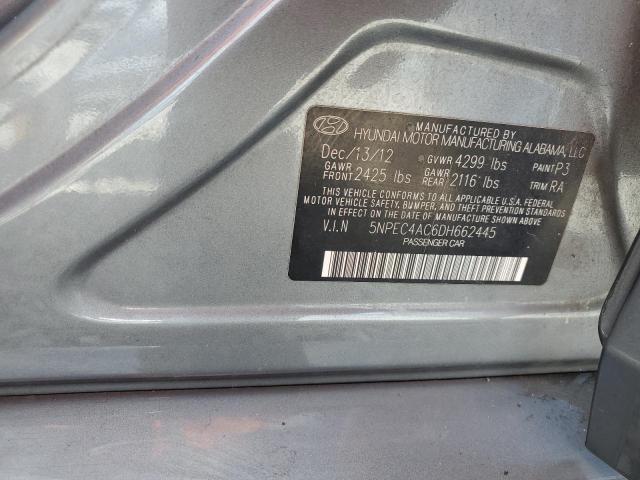 MANUFACTURED BY
HYUNDAI MOTOR MANUFACTURING ALABAMA, LLC
Dec/13/12 GVWR 4299 lbs PAINT P3
GAWR FRONT 2425 lbs GAWR REAR 2116 lbs TRIM RA
THIS VEHICLE CONFORMS TO ALL APPLICABLE U.S.A. FEDERAL
MOTOR VEHICLE SAFETY, BUMPER, AND THEFT PREVENTION STANDARDS
IN EFFECT ON THE DATE OF MANUFACTURE SHOWN ABOVE
V.I.N 5NPEC4AC6DH662445
PASSENGER CAR